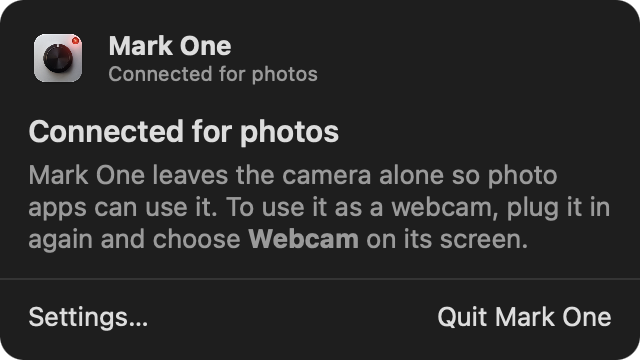 Mark One
Connected for photos
Connected for photos
Mark One leaves the camera alone so photo
apps can use it. To use it as a webcam, plug it in
again and choose Webcam on its screen.
Settings...
Quit Mark One